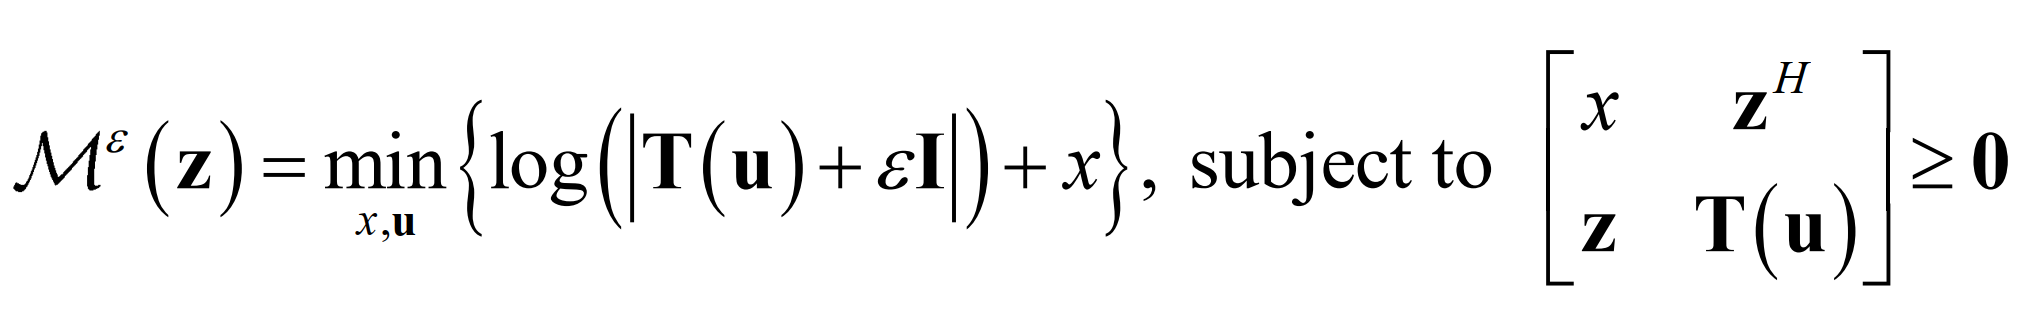 ℳ^ε(𝐳) = min_{x,𝐮} {log(|𝐓(𝐮) + ε𝐈|) + x}, subject to [x 𝐳^H; 𝐳 𝐓(𝐮)] ≥ 𝟎